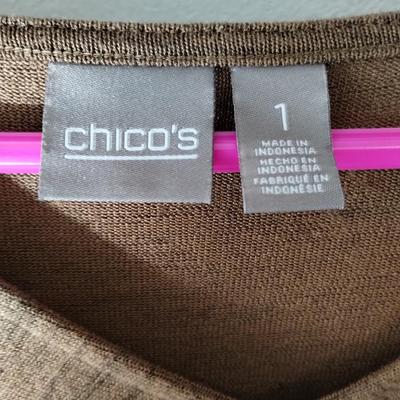 chico's
1
MADE IN
INDONESIA
HECHO EN
INDONESIA
FABRIQUÉ EN
INDONÉSIE